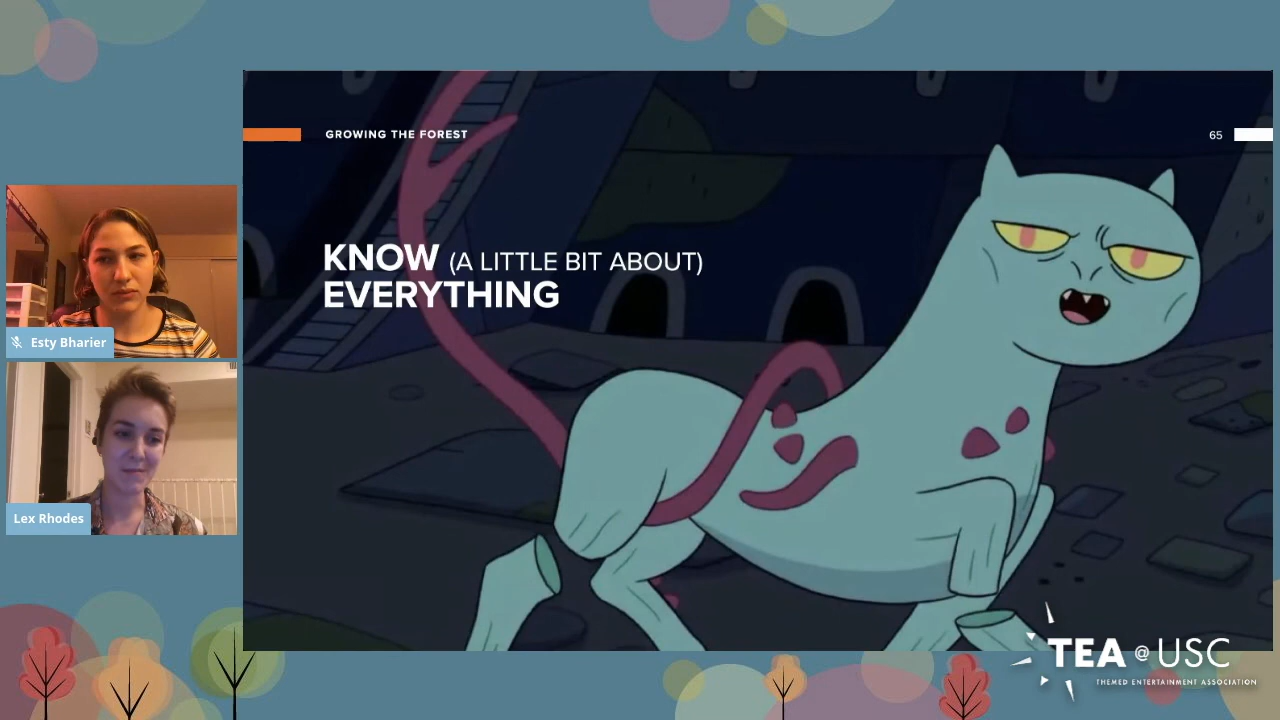 GROWING THE FOREST
65
KNOW (A LITTLE BIT ABOUT)
EVERYTHING
Esty Bharier
Lex Rhodes
TEA @ USC
THEMED ENTERTAINMENT ASSOCIATION